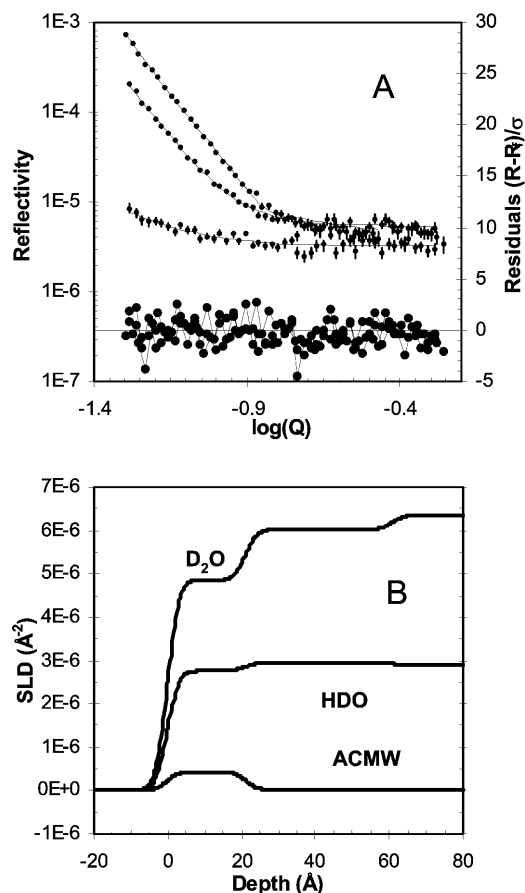 1E-3
1E-4
1E-5
1E-6
1E-7
Reflectivity
A
30
25
20
15
10
5
0
-5
Residuals (R-Rf)/σ
-1.4
-0.9
-0.4
log(Q)
7E-6
6E-6
5E-6
4E-6
3E-6
2E-6
1E-6
0E+0
-1E-6
SLD (Å-2)
D2O
B
HDO
ACMW
-20
0
20
40
60
80
Depth (Å)